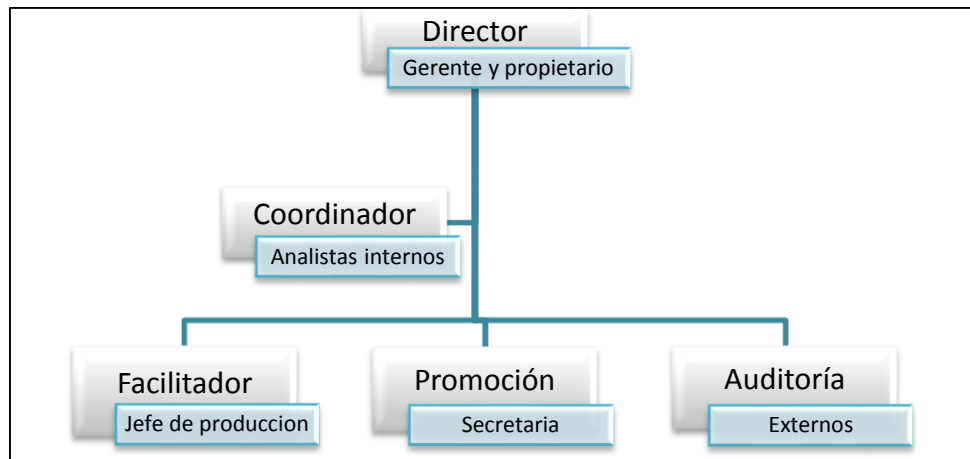 Director
Gerente y propietario
Coordinador
Analistas internos
Facilitador
Jefe de produccion
Promoción
Secretaria
Auditoría
Externos